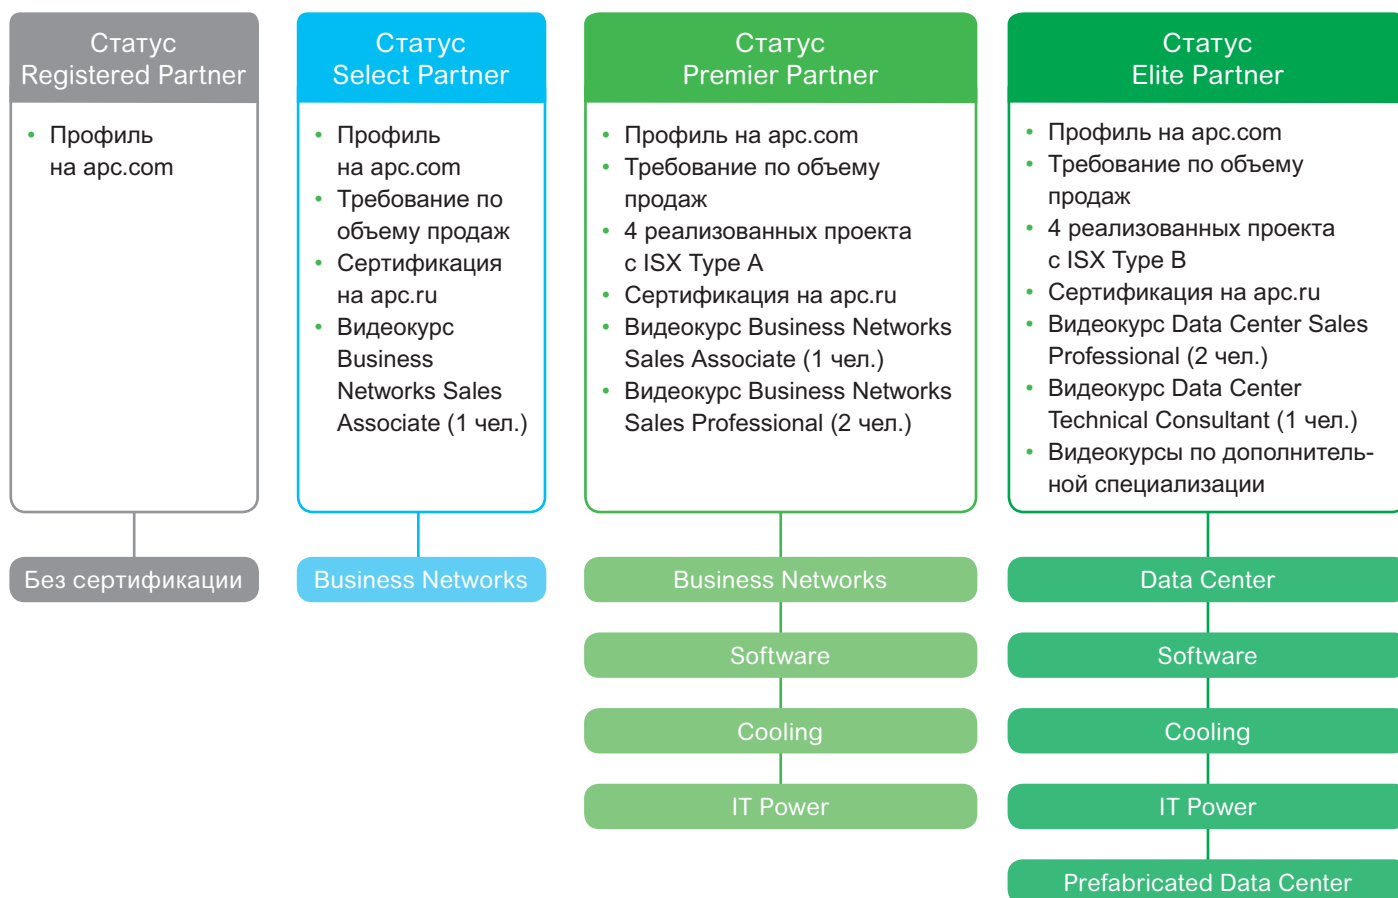 Статус
Registered Partner
• Профиль
на apc.com
Без сертификации
Статус
Select Partner
• Профиль
на apc.com
• Требование по
объему продаж
• Сертификация
на apc.ru
• Видеокурс
Business
Networks Sales
Associate (1 чел.)
Business Networks
Статус
Premier Partner
• Профиль на apc.com
• Требование по объему
продаж
• 4 реализованных проекта
с ISX Type A
• Сертификация на apc.ru
• Видеокурс Business Networks
Sales Associate (1 чел.)
• Видеокурс Business Networks
Sales Professional (2 чел.)
Business Networks
Software
Cooling
IT Power
Статус
Elite Partner
• Профиль на apc.com
• Требование по объему
продаж
• 4 реализованных проекта
с ISX Type B
• Сертификация на apc.ru
• Видеокурс Data Center Sales
Professional (2 чел.)
• Видеокурс Data Center
Technical Consultant (1 чел.)
• Видеокурсы по дополнитель-
ной специализации
Data Center
Software
Cooling
IT Power
Prefabricated Data Center